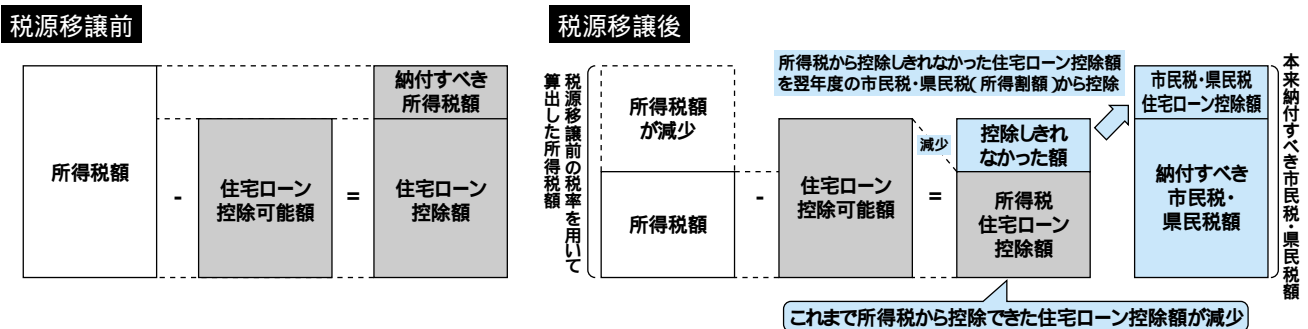 税源移譲前
所得税額
-
住宅ローン
控除可能額
=
納付すべき
所得税額
住宅ローン
控除額
税源移譲後
税源移譲前の税率を用いて
算出した所得税額
所得税額
が減少
所得税額
-
住宅ローン
控除可能額
=
減少
控除しきれ
なかった額
所得税
住宅ローン
控除額
所得税から控除しきれなかった住宅ローン控除額
を翌年度の市民税・県民税(所得割額)から控除
市民税・県民税
住宅ローン控除額
納付すべき
市民税・
県民税額
本来納付すべき市民税・県民税額
これまで所得税から控除できた住宅ローン控除額が減少